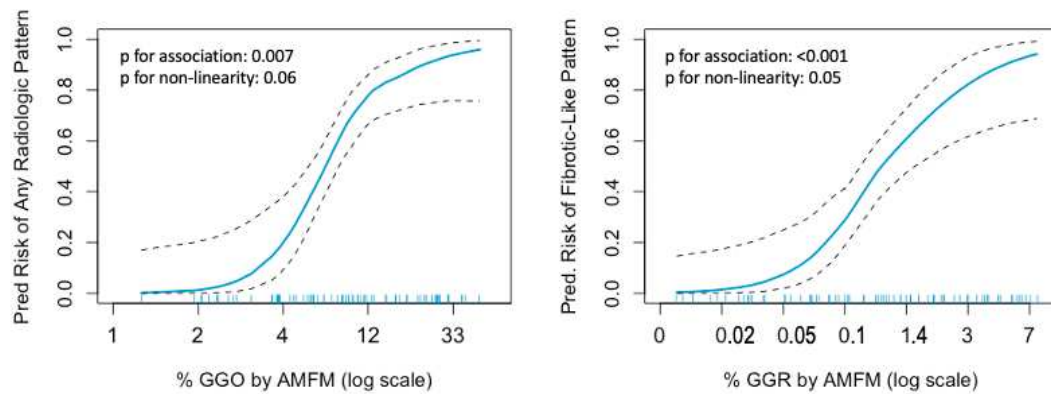 Pred Risk of Any Radiologic Pattern
p for association: 0.007
p for non-linearity: 0.06
1.0
0.8
0.6
0.4
0.2
0.0
1 2 4 12 33
% GGO by AMFM (log scale)
Pred. Risk of Fibrotic-Like Pattern
p for association: <0.001
p for non-linearity: 0.05
1.0
0.8
0.6
0.4
0.2
0.0
0 0.02 0.05 0.1 1.4 3 7
% GGR by AMFM (log scale)